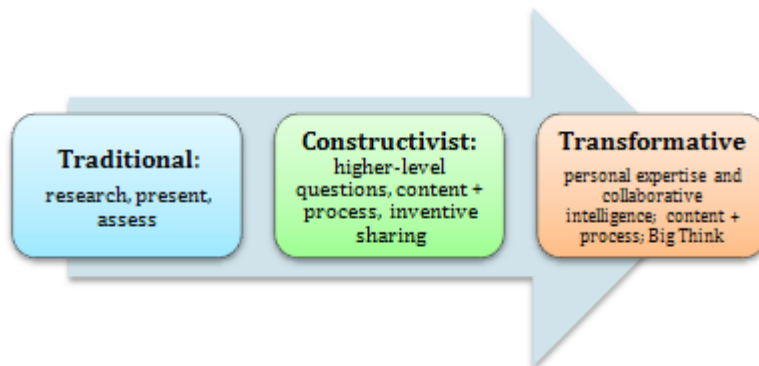 Traditional:
research, present,
assess
Constructivist:
higher-level
questions, content +
process, inventive
sharing
Transformative
personal expertise and
collaborative
intelligence; content +
process; Big Think